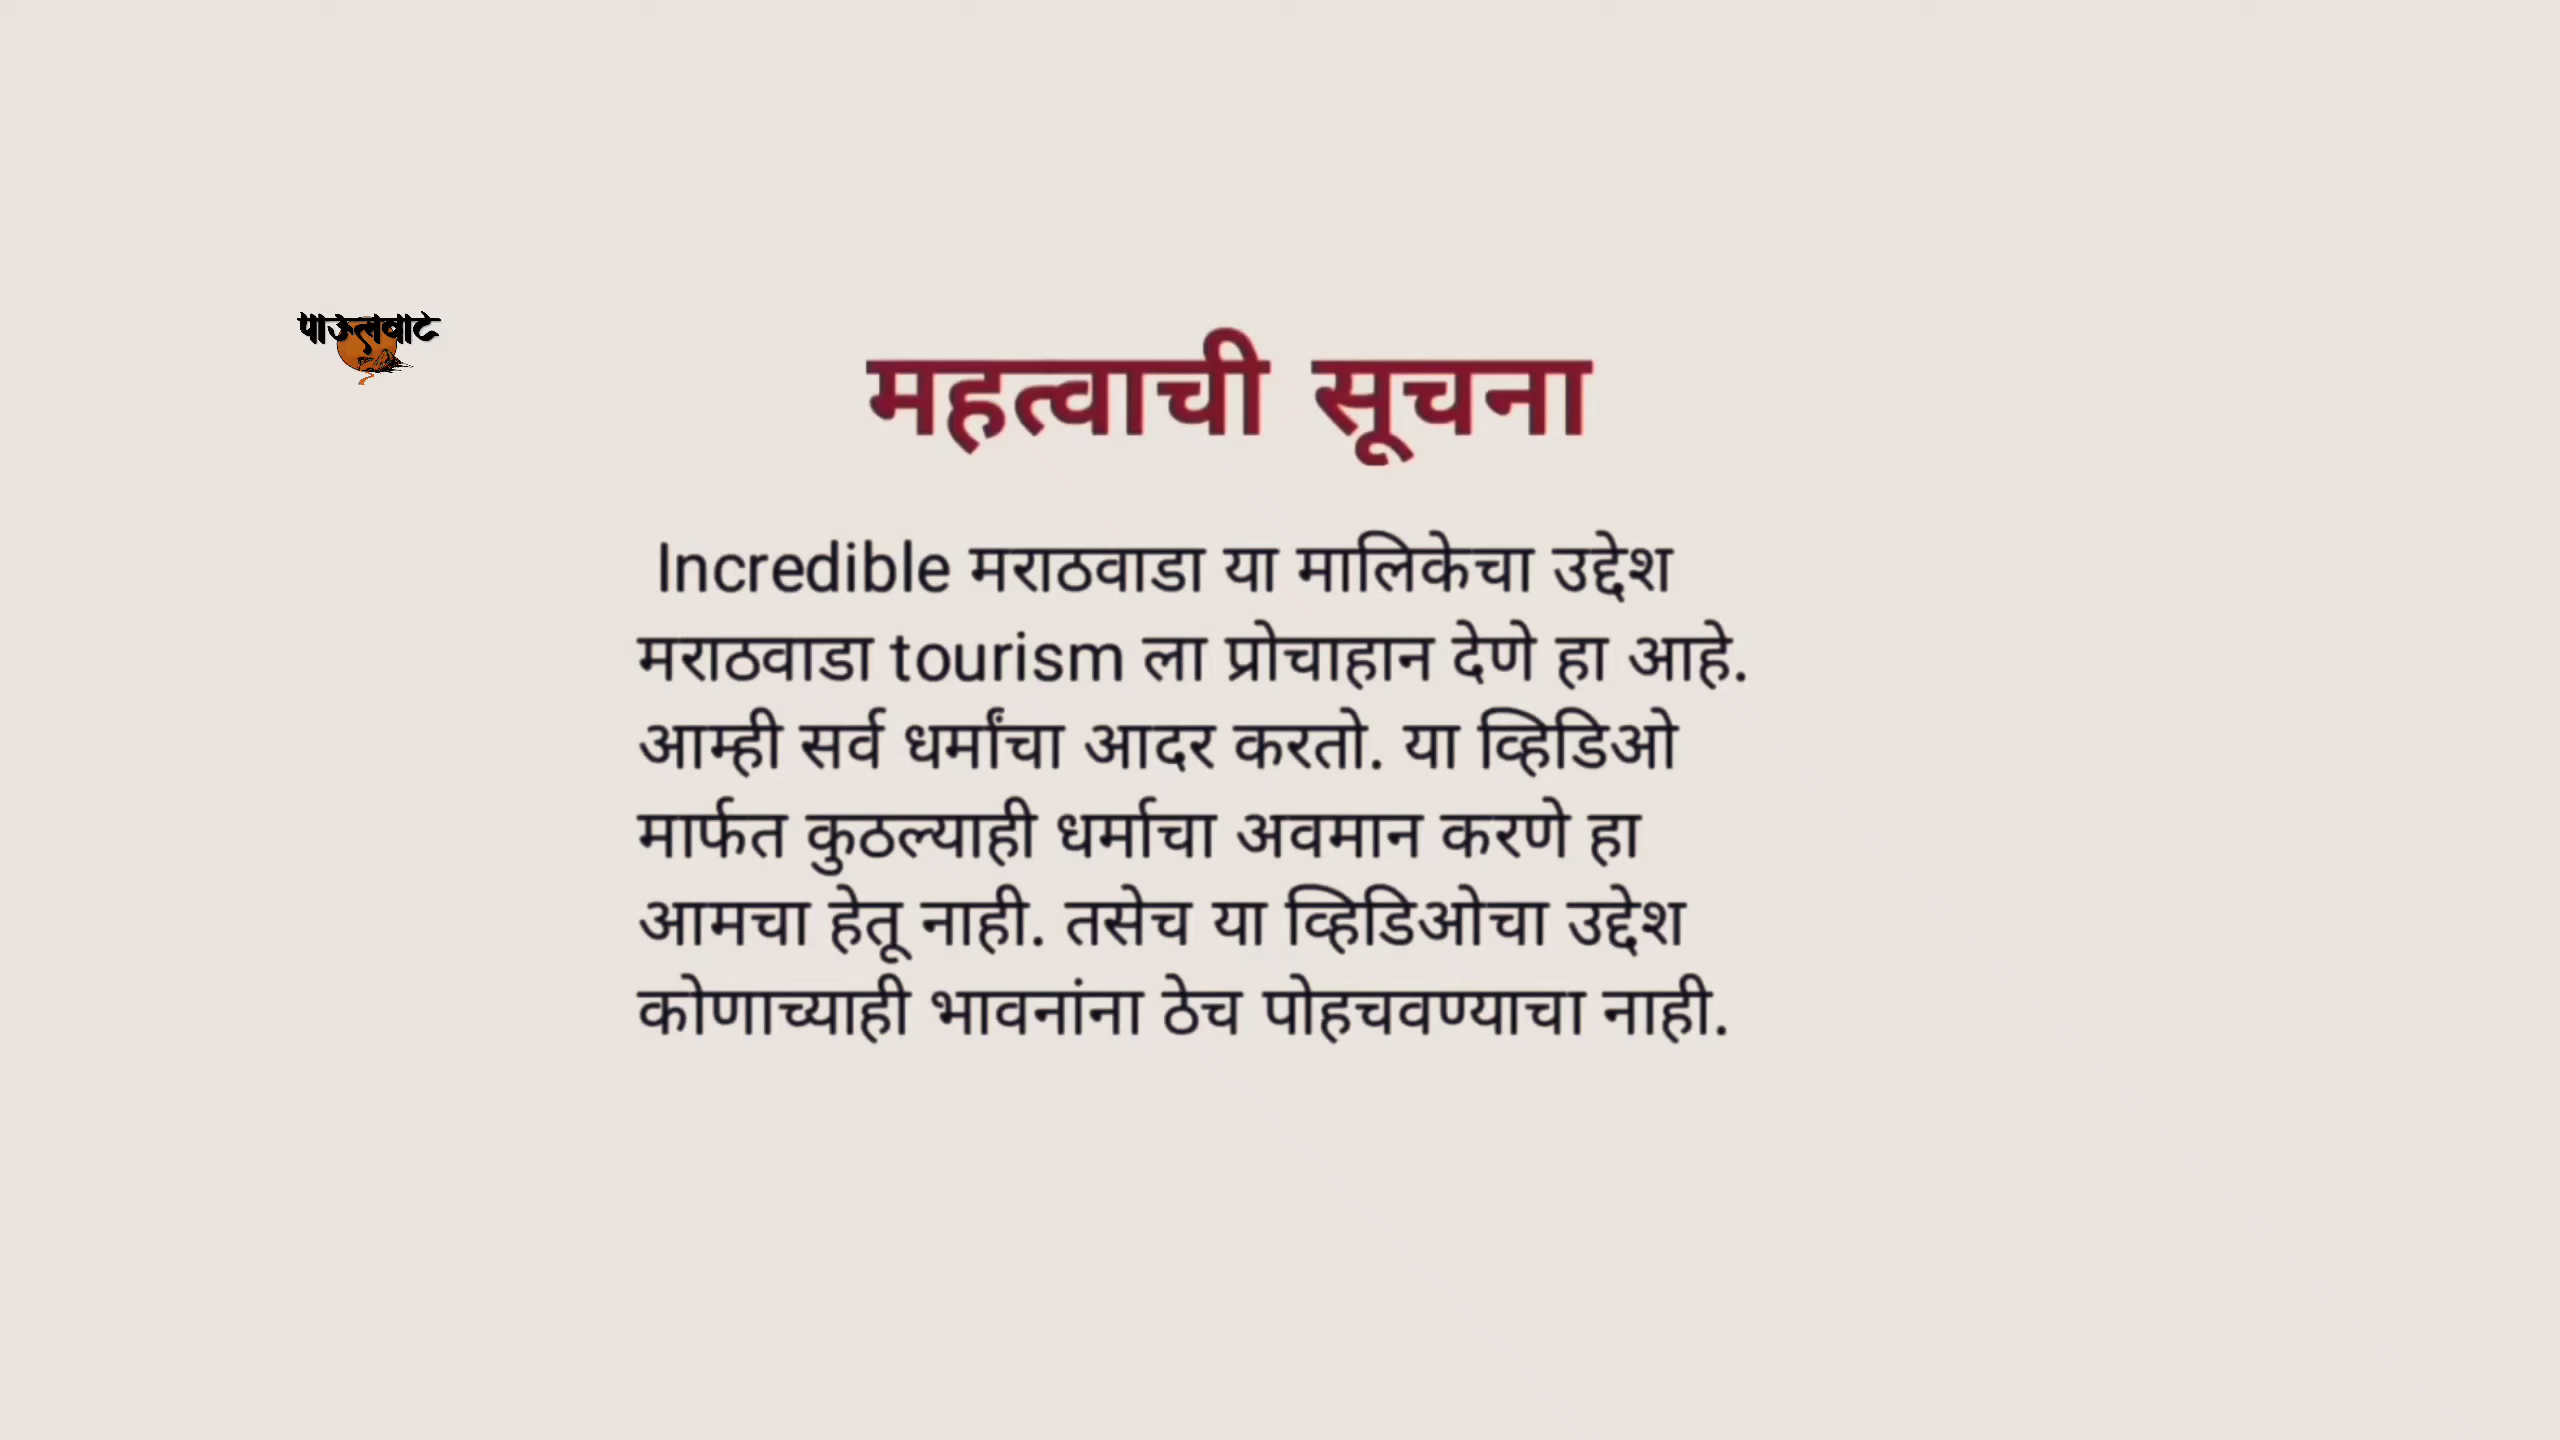 पाऊलवाट
महत्वाची सूचना
Incredible मराठवाडा या मालिकेचा उद्देश
मराठवाडा tourism ला प्रोचाहान देणे हा आहे.
आम्ही सर्व धर्मांचा आदर करतो. या व्हिडिओ
मार्फत कुठल्याही धर्माचा अवमान करणे हा
आमचा हेतू नाही. तसेच या व्हिडिओचा उद्देश
कोणाच्याही भावनांना ठेच पोहचवण्याचा नाही.